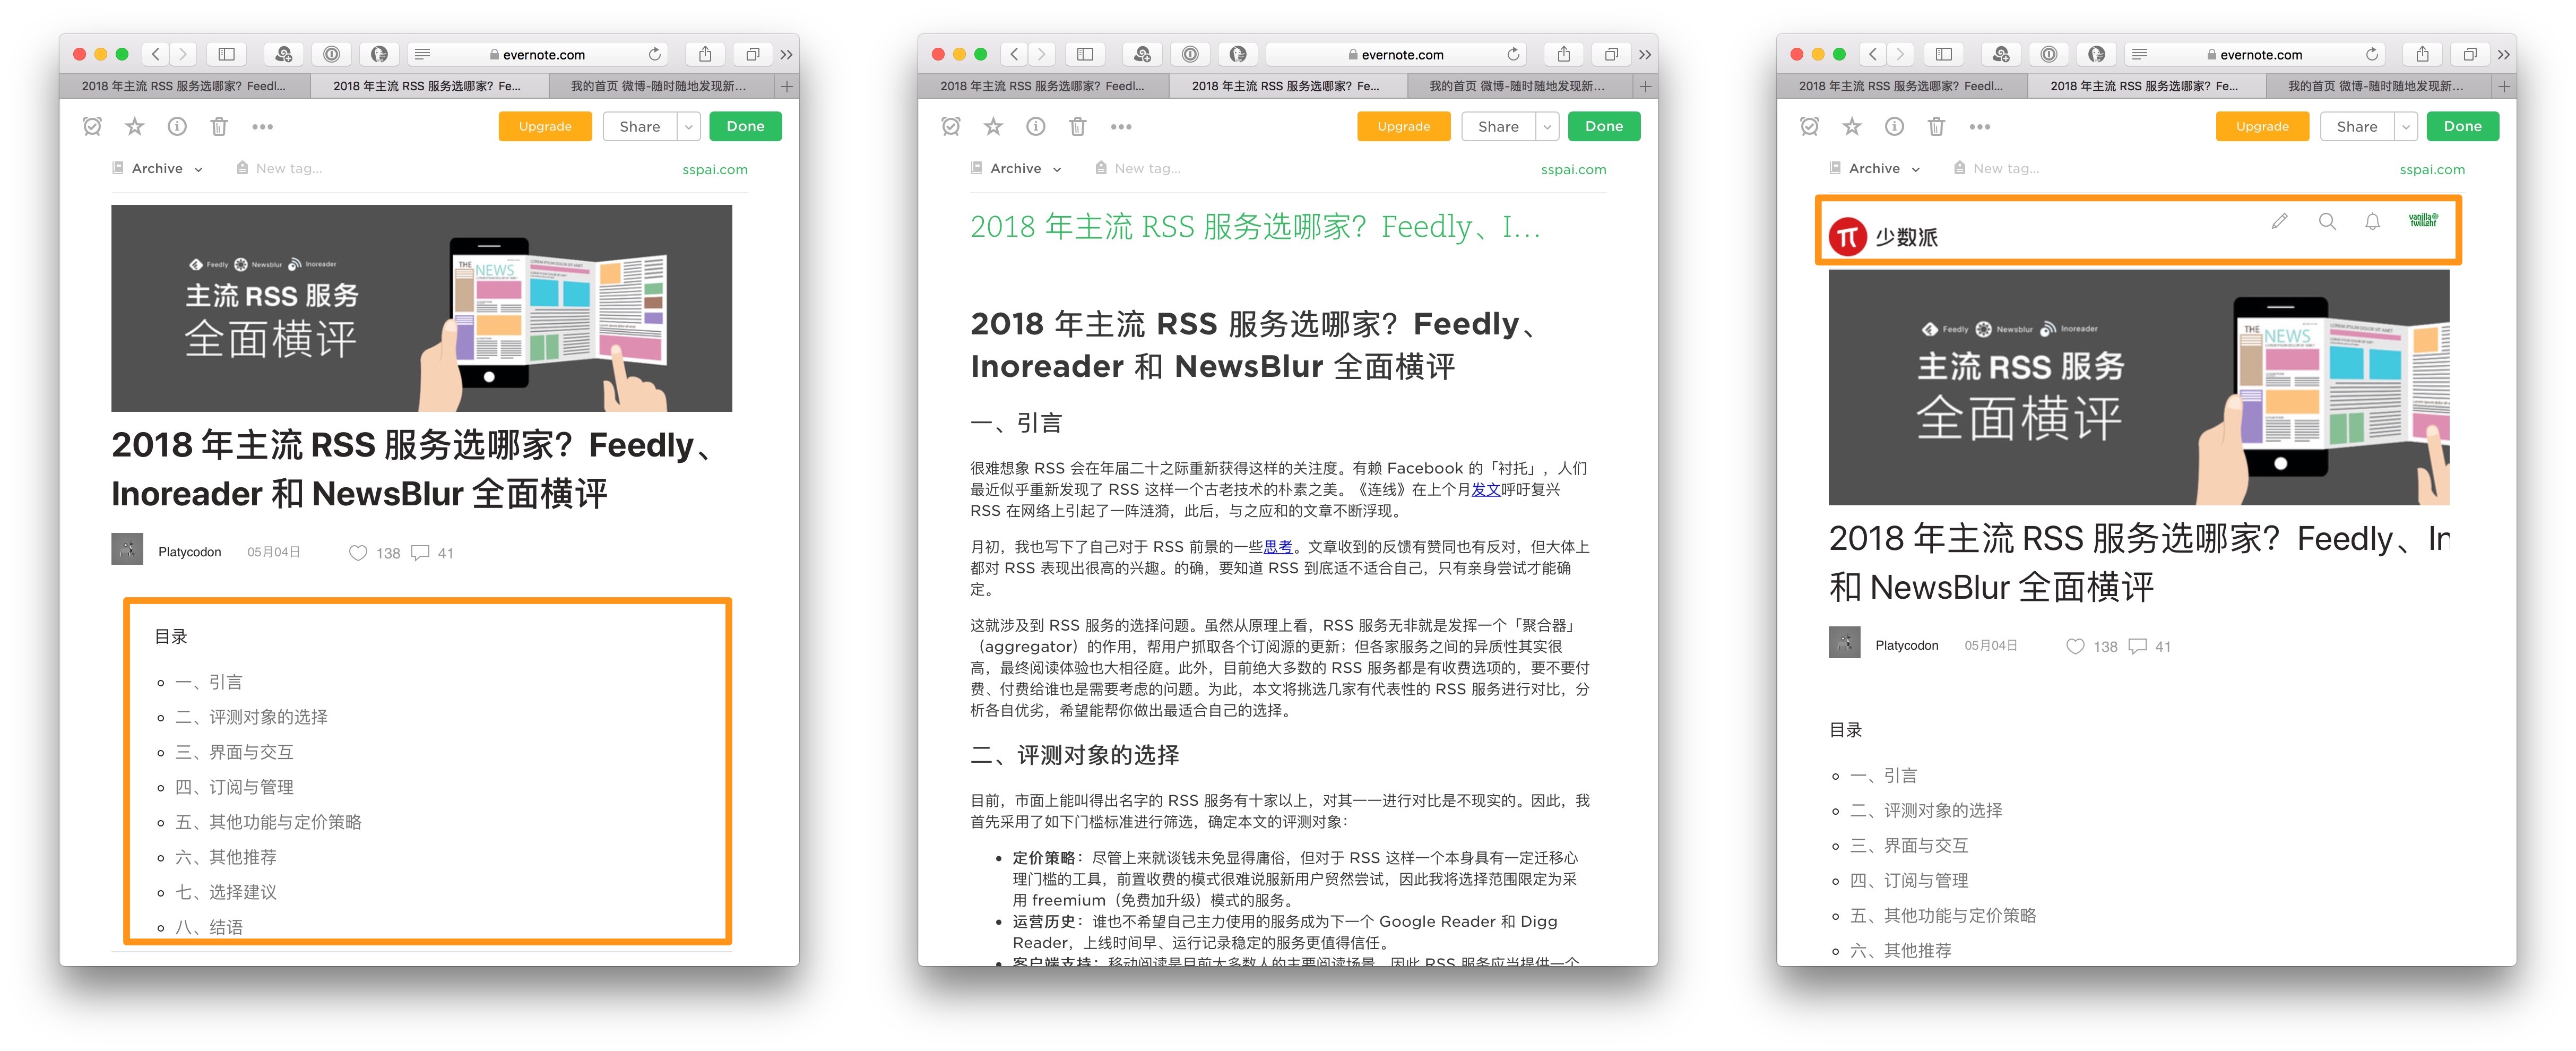 evernote.com
2018 年主流 RSS 服务选哪家？Feedl...
2018 年主流 RSS 服务选哪家？Fe...
我的首页 微博-随时随地发现新...
Upgrade
Share
Done
Archive
New tag...
sspai.com
Feedly Newsblur Inoreader
主流 RSS 服务
全面横评
THE NEWS
2018 年主流 RSS 服务选哪家？Feedly、
Inoreader 和 NewsBlur 全面横评
Platycodon 05月04日 138 41
目录
一、引言
二、评测对象的选择
三、界面与交互
四、订阅与管理
五、其他功能与定价策略
六、其他推荐
七、选择建议
八、结语
evernote.com
2018 年主流 RSS 服务选哪家？Feedl...
2018 年主流 RSS 服务选哪家？Fe...
我的首页 微博-随时随地发现新...
Upgrade
Share
Done
Archive
New tag...
sspai.com
2018 年主流 RSS 服务选哪家？Feedly、I...
2018 年主流 RSS 服务选哪家？Feedly、
Inoreader 和 NewsBlur 全面横评
一、引言
很难想象 RSS 会在年届二十之际重新获得这样的关注度。有赖 Facebook 的「衬托」，人们
最近似乎重新发现了 RSS 这样一个古老技术的朴素之美。《连线》在上个月发文呼吁复兴
RSS 在网络上引起了一阵涟漪，此后，与之应和的文章不断浮现。
月初，我也写下了自己对于 RSS 前景的一些思考。文章收到的反馈有赞同也有反对，但大体上
都对 RSS 表现出很高的兴趣。的确，要知道 RSS 到底适不适合自己，只有亲身尝试才能确
定。
这就涉及到 RSS 服务的选择问题。虽然从原理上看，RSS 服务无非就是发挥一个「聚合器」
（aggregator）的作用，帮用户抓取各个订阅源的更新；但各家服务之间的异质性其实很
高，最终阅读体验也大相径庭。此外，目前绝大多数的 RSS 服务都是有收费选项的，要不要付
费、付费给谁也是需要考虑的问题。为此，本文将挑选几家有代表性的 RSS 服务进行对比，分
析各自优劣，希望能帮你做出最适合自己的选择。
二、评测对象的选择
目前，市面上能叫得出名字的 RSS 服务有十家以上，对其一一进行对比是不现实的。因此，我
首先采用了如下门槛标准进行筛选，确定本文的评测对象：
定价策略：尽管上来就谈钱未免显得庸俗，但对于 RSS 这样一个本身具有一定迁移心
理门槛的工具，前置收费的模式很难说服新用户贸然尝试，因此我将选择范围限定为采
用 freemium（免费加升级）模式的服务。
运营历史：谁也不希望自己主力使用的服务成为下一个 Google Reader 和 Digg
Reader，上线时间早、运行记录稳定的服务更值得信任。
客户端支持：移动阅读是目前大多数人的主要阅读场景，因此 RSS 服务应当提供一个
evernote.com
2018 年主流 RSS 服务选哪家？Feedl...
2018 年主流 RSS 服务选哪家？Fe...
我的首页 微博-随时随地发现新...
Upgrade
Share
Done
Archive
New tag...
sspai.com
少数派
vanilla
twilight
Feedly Newsblur Inoreader
主流 RSS 服务
全面横评
THE NEWS
2018 年主流 RSS 服务选哪家？Feedly、In
和 NewsBlur 全面横评
Platycodon 05月04日 138 41
目录
一、引言
二、评测对象的选择
三、界面与交互
四、订阅与管理
五、其他功能与定价策略
六、其他推荐